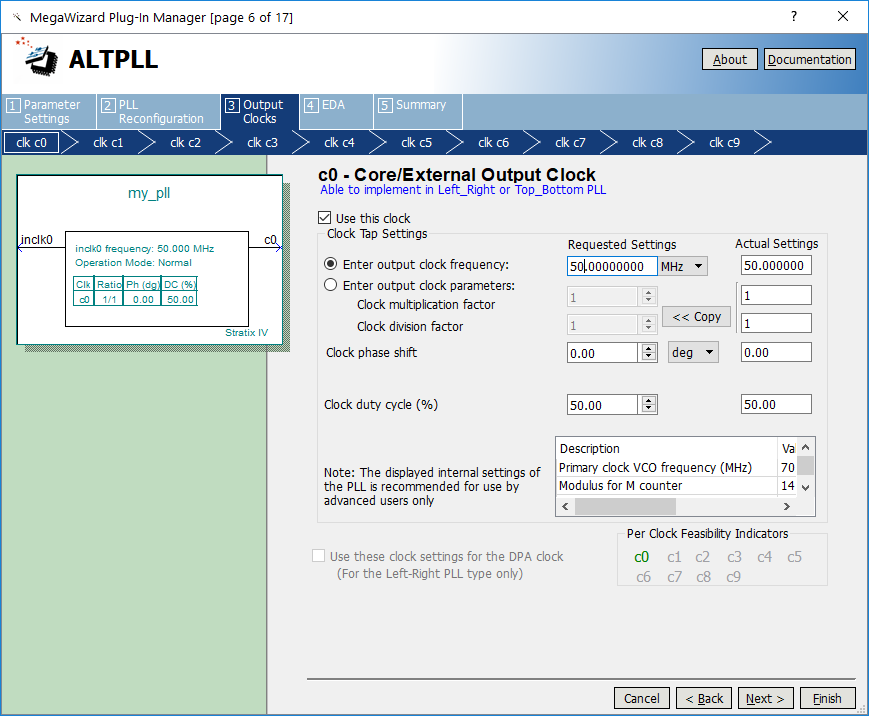 MegaWizard Plug-In Manager [page 6 of 17]
?
ALTPLL
About
Documentation
1 Parameter Settings
2 PLL Reconfiguration
3 Output Clocks
4 EDA
5 Summary
clk c0
clk c1
clk c2
clk c3
clk c4
clk c5
clk c6
clk c7
clk c8
clk c9
my_pll
inclk0
c0
inclk0 frequency: 50.000 MHz
Operation Mode: Normal
Clk Ratio Ph (dg) DC (%)
c0 1/1 0.00 50.00
Stratix IV
c0 - Core/External Output Clock
Able to implement in Left_Right or Top_Bottom PLL
Use this clock
Clock Tap Settings
Requested Settings
Actual Settings
Enter output clock frequency:
50.00000000
MHz
50.000000
Enter output clock parameters:
Clock multiplication factor
1
1
<< Copy
Clock division factor
1
1
Clock phase shift
0.00
deg
0.00
Clock duty cycle (%)
50.00
50.00
Note: The displayed internal settings of
the PLL is recommended for use by
advanced users only
Description Va
Primary clock VCO frequency (MHz) 70
Modulus for M counter 14
Use these clock settings for the DPA clock
(For the Left-Right PLL type only)
Per Clock Feasibility Indicators
c0 c1 c2 c3 c4 c5
c6 c7 c8 c9
Cancel
< Back
Next >
Finish